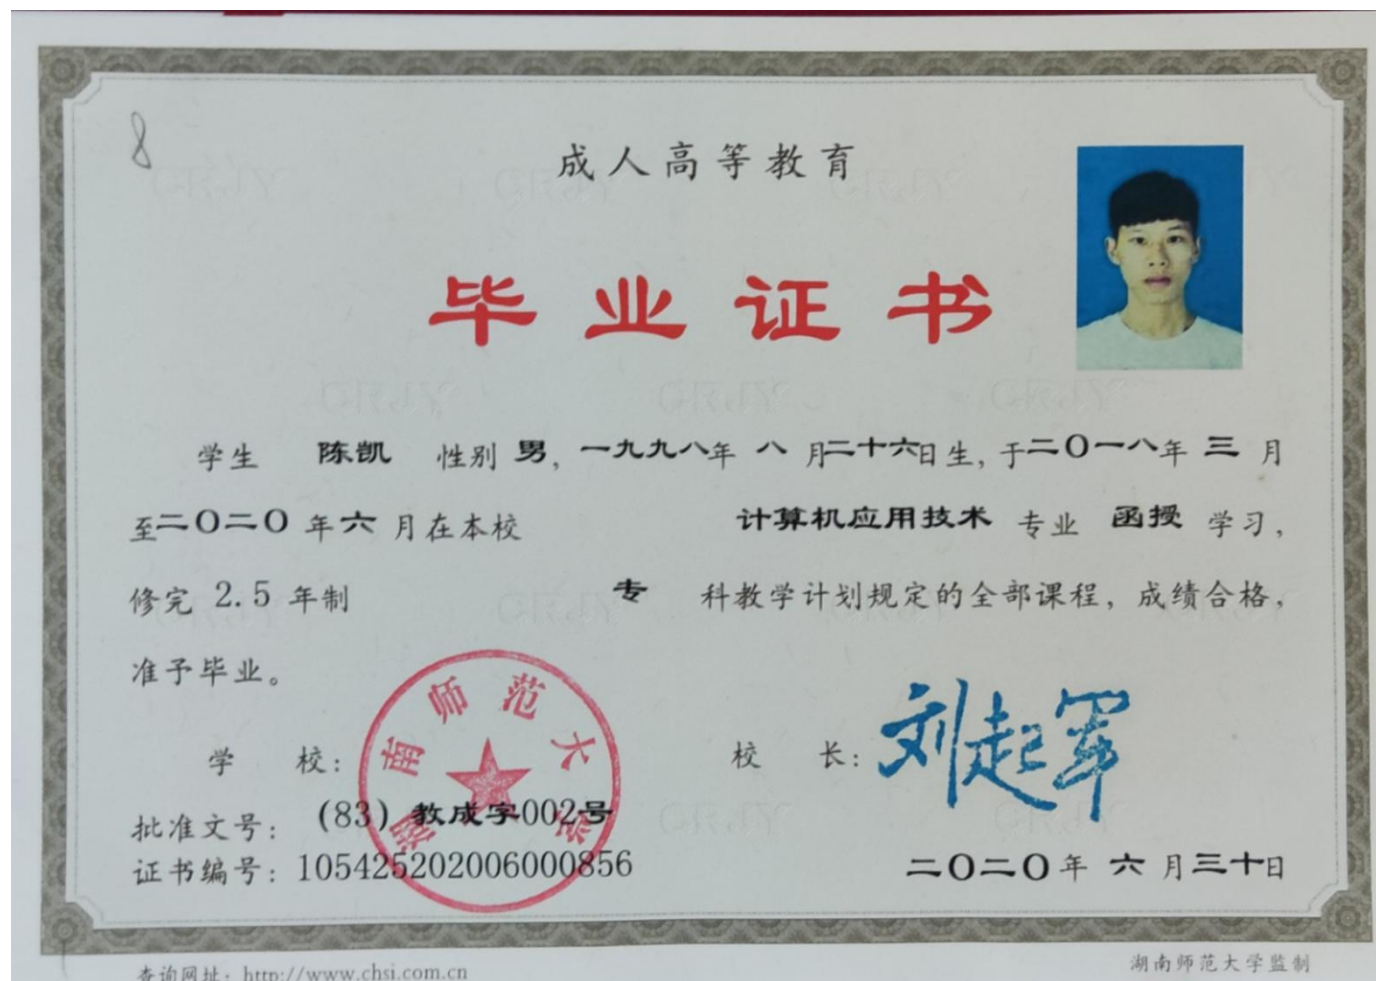 8
成人高等教育
毕业证书
学生 陈凯 性别 男，一九九八年 八 月二十六日生，于二〇一八年 三 月
至二〇二〇 年 六 月在本校 计算机应用技术 专业 函授 学习，
修完 2.5 年制 专 科教学计划规定的全部课程，成绩合格，
准予毕业。
学 校： 湖南师范大学
校 长： 刘起军
批准文号： (83) 教成字002号
证书编号： 105425202006000856
二〇二〇年 六 月三十日
查询网址：http://www.chsi.com.cn
湖南师范大学监制